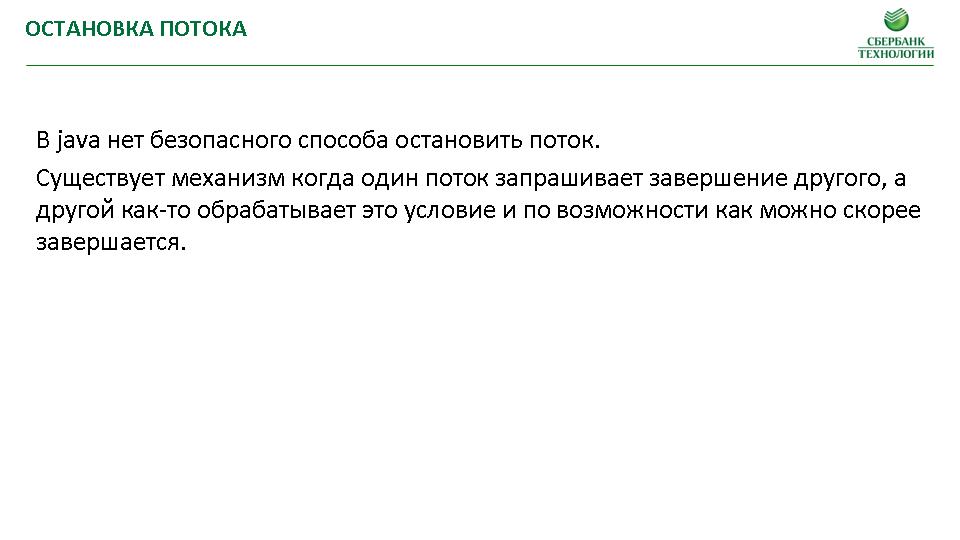 ОСТАНОВКА ПОТОКА
СБЕРБАНК
ТЕХНОЛОГИИ
В java нет безопасного способа остановить поток.
Существует механизм когда один поток запрашивает завершение другого, а
другой как-то обрабатывает это условие и по возможности как можно скорее
завершается.